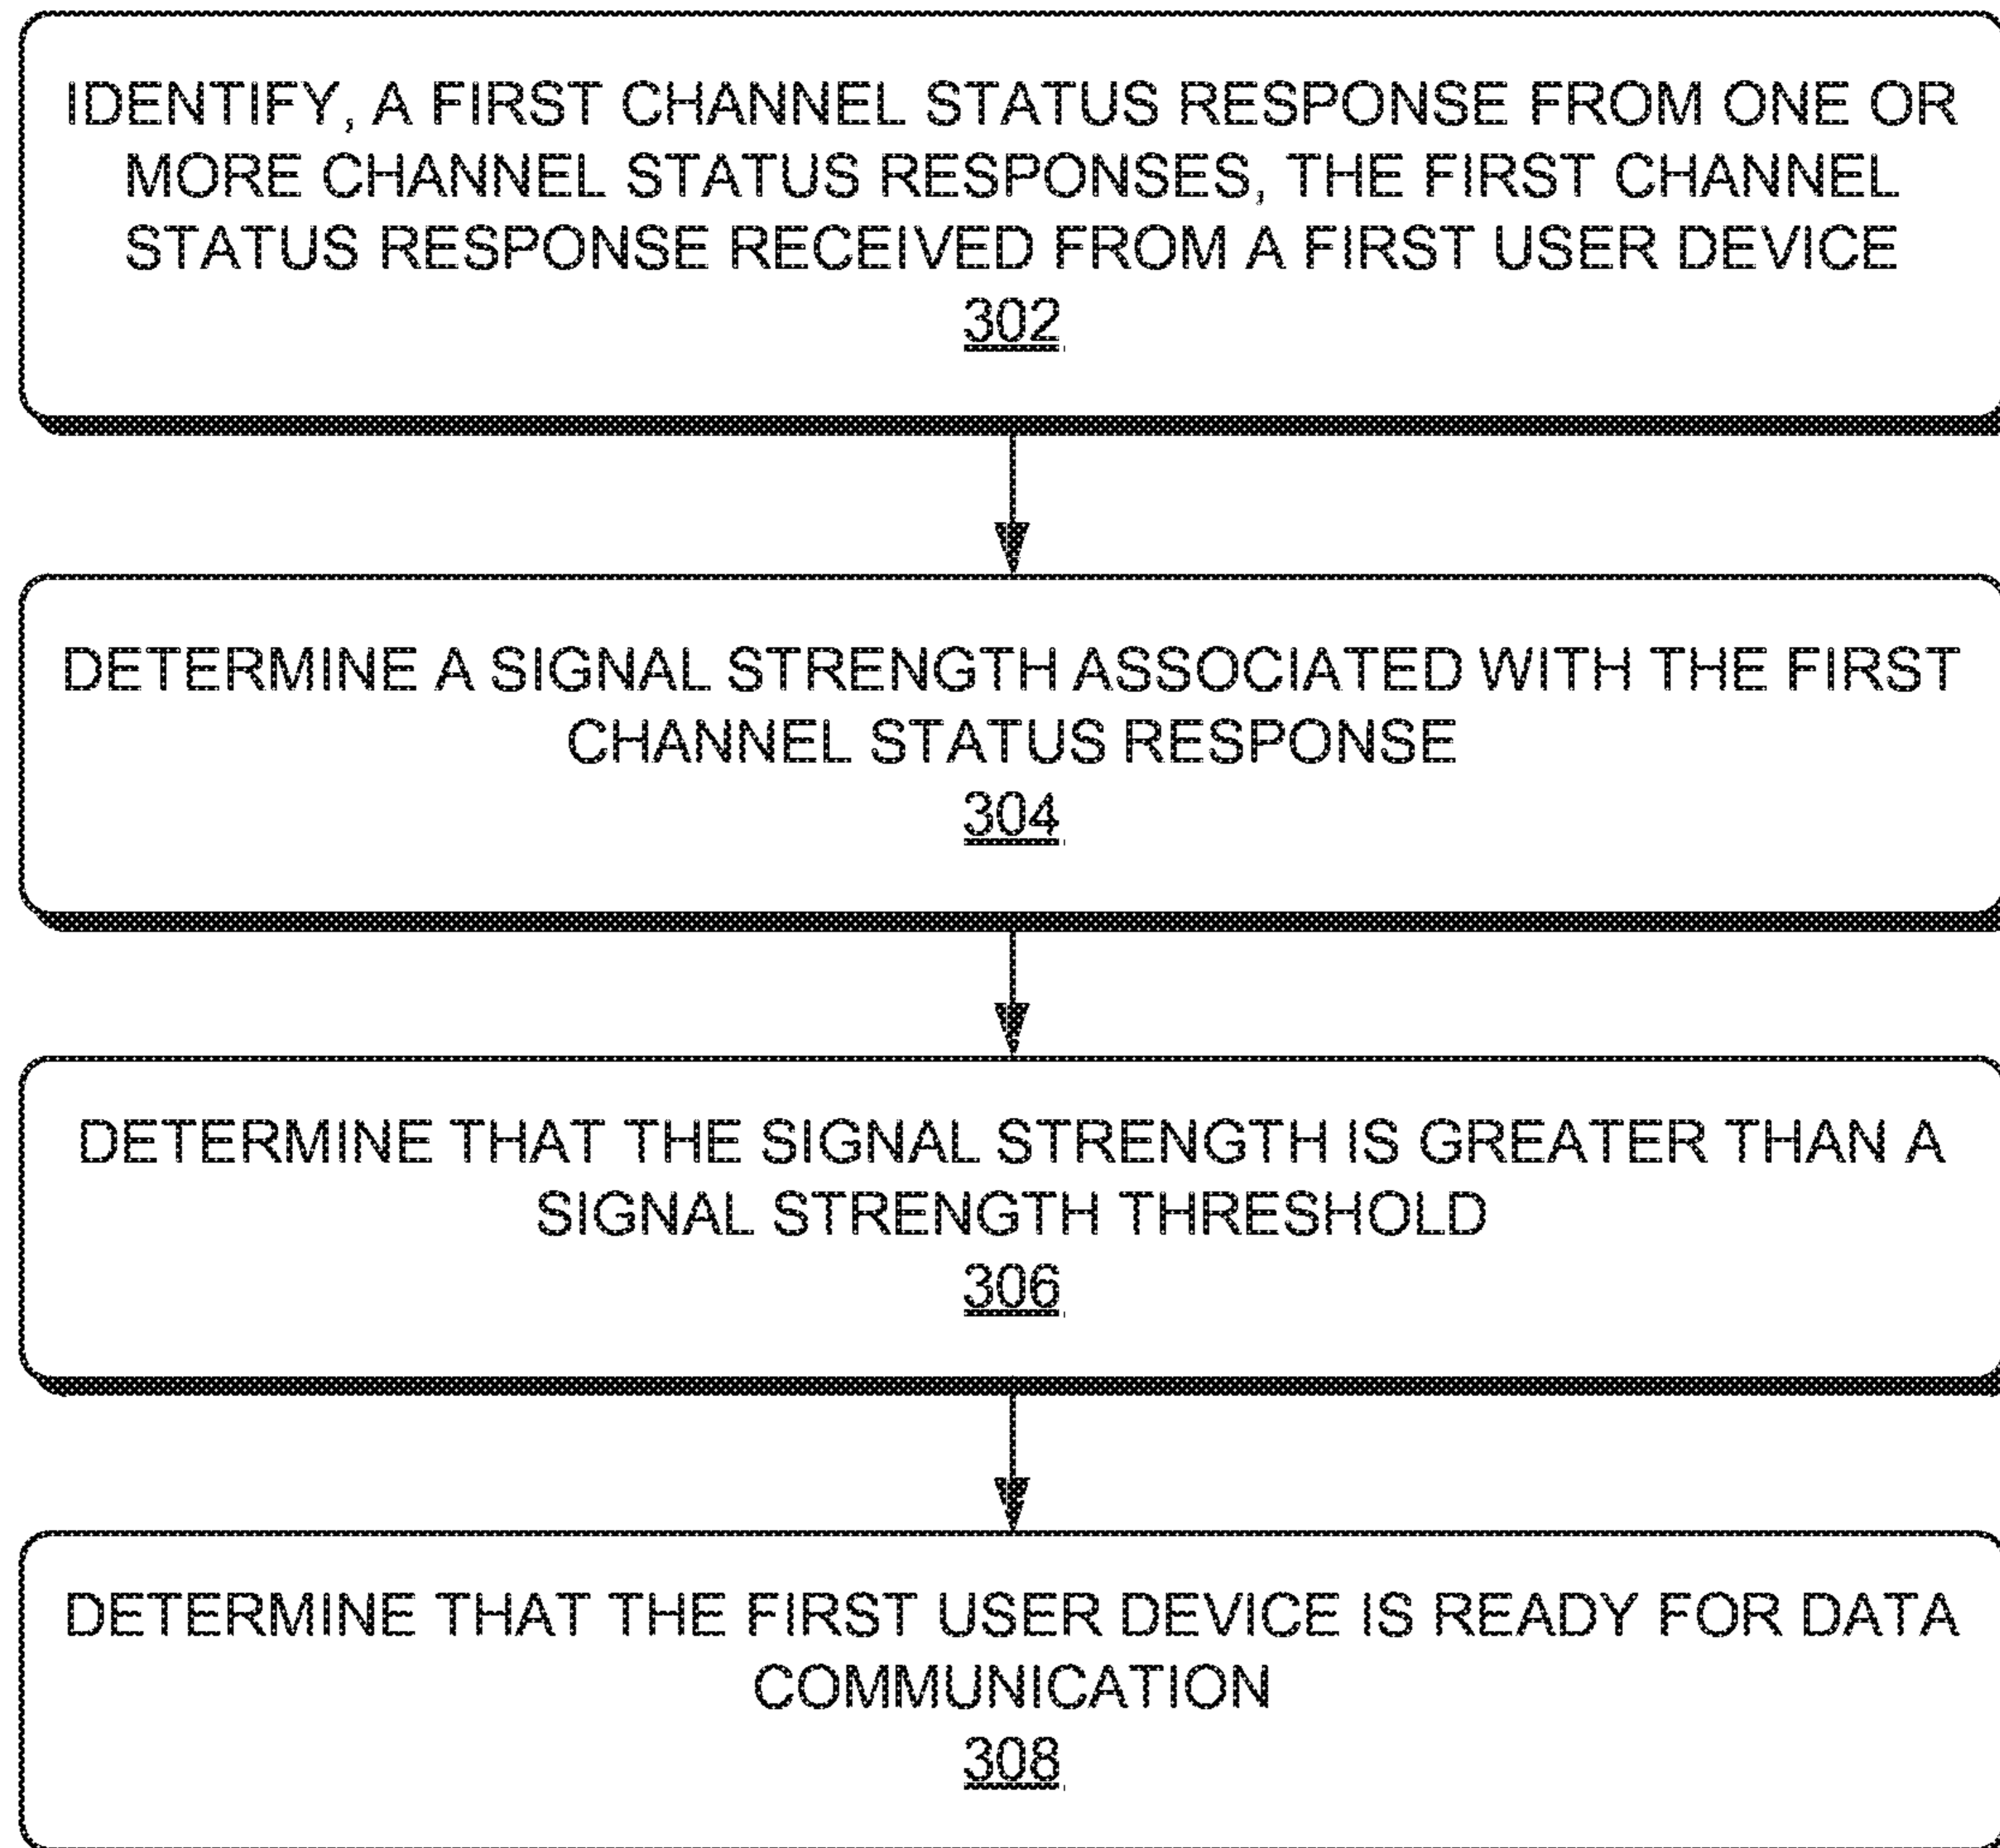 IDENTIFY, A FIRST CHANNEL STATUS RESPONSE FROM ONE OR
MORE CHANNEL STATUS RESPONSES, THE FIRST CHANNEL
STATUS RESPONSE RECEIVED FROM A FIRST USER DEVICE
302
DETERMINE A SIGNAL STRENGTH ASSOCIATED WITH THE FIRST
CHANNEL STATUS RESPONSE
304
DETERMINE THAT THE SIGNAL STRENGTH IS GREATER THAN A
SIGNAL STRENGTH THRESHOLD
306
DETERMINE THAT THE FIRST USER DEVICE IS READY FOR DATA
COMMUNICATION
308